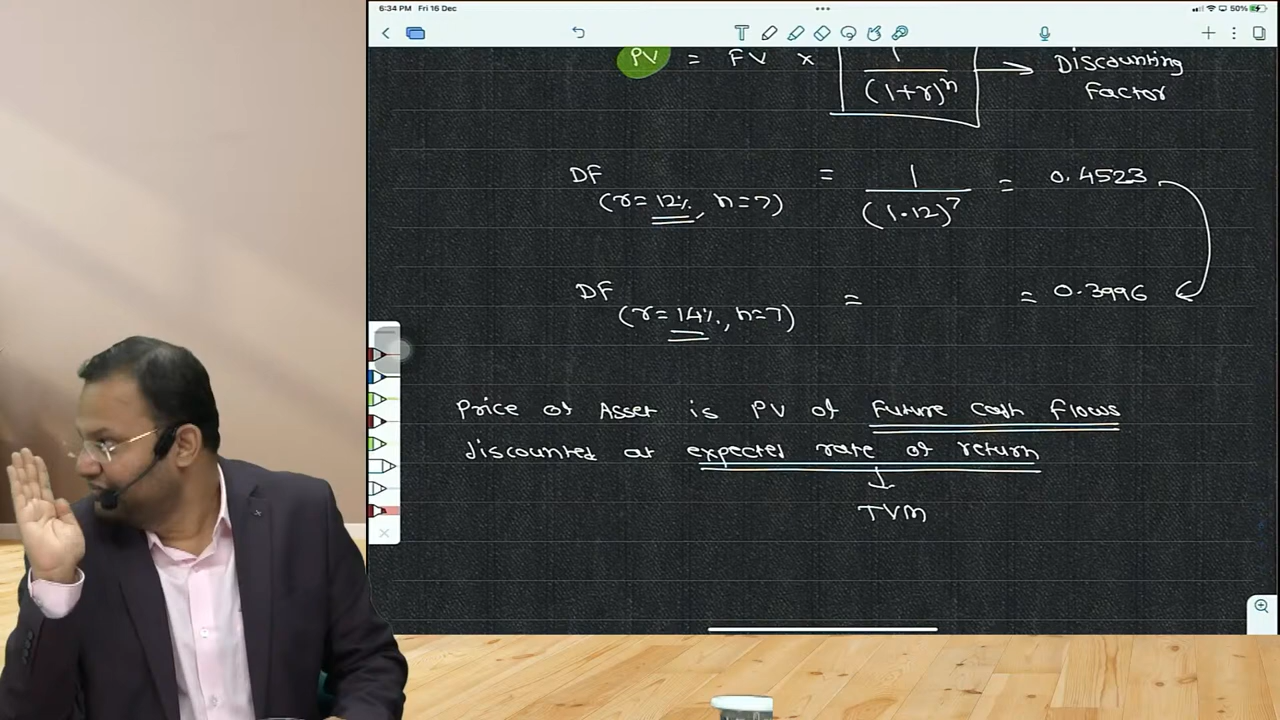 6:34 PM Fri 16 Dec
50%
PV = FV × 1/(1+r)^n → Discounting Factor
DF (r = 12%, n=7) = 1/(1.12)^7 = 0.4523
DF (r = 14%, n=7) = = 0.3996
Price of Asset is PV of Future Cash Flows
discounted at expected rate of return
↓
TVM